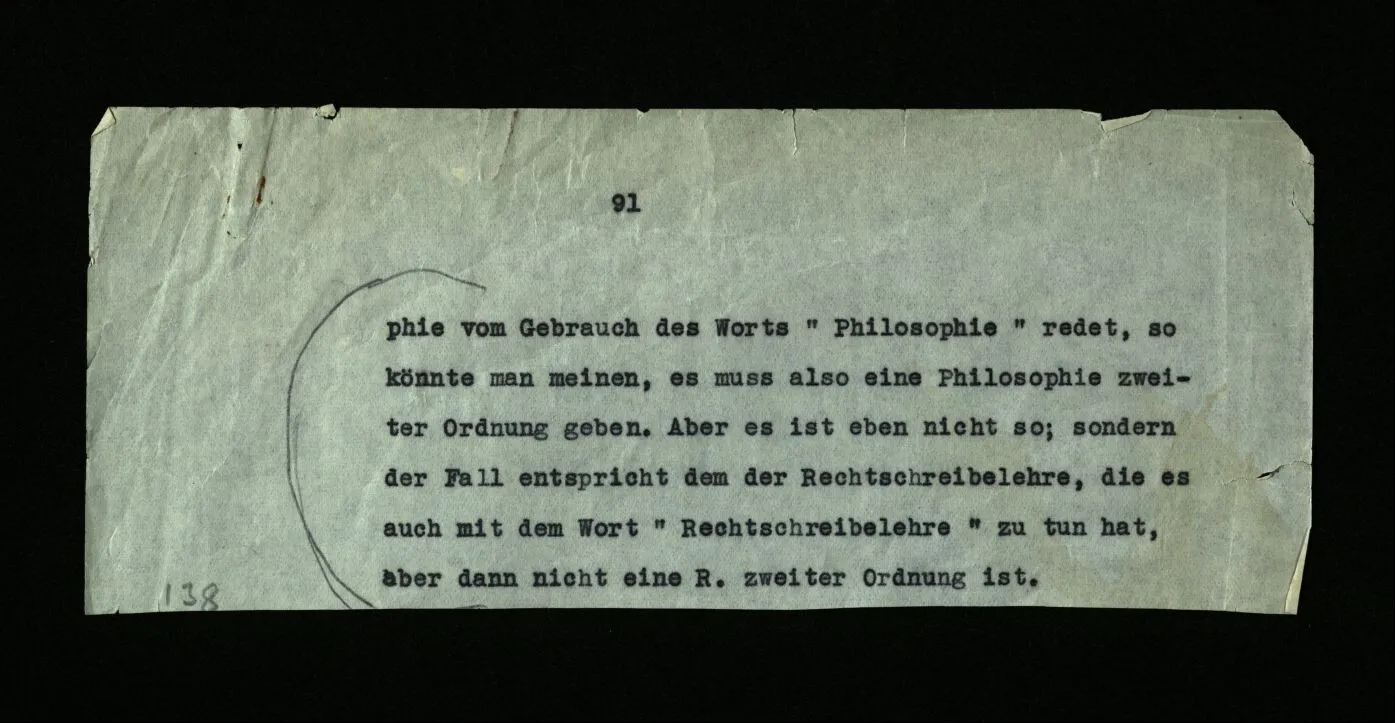 91
phie vom Gebrauch des Worts " Philosophie " redet, so
könnte man meinen, es muss also eine Philosophie zwei-
ter Ordnung geben. Aber es ist eben nicht so; sondern
der Fall entspricht dem der Rechtschreibelehre, die es
auch mit dem Wort " Rechtschreibelehre " zu tun hat,
aber dann nicht eine R. zweiter Ordnung ist.
138